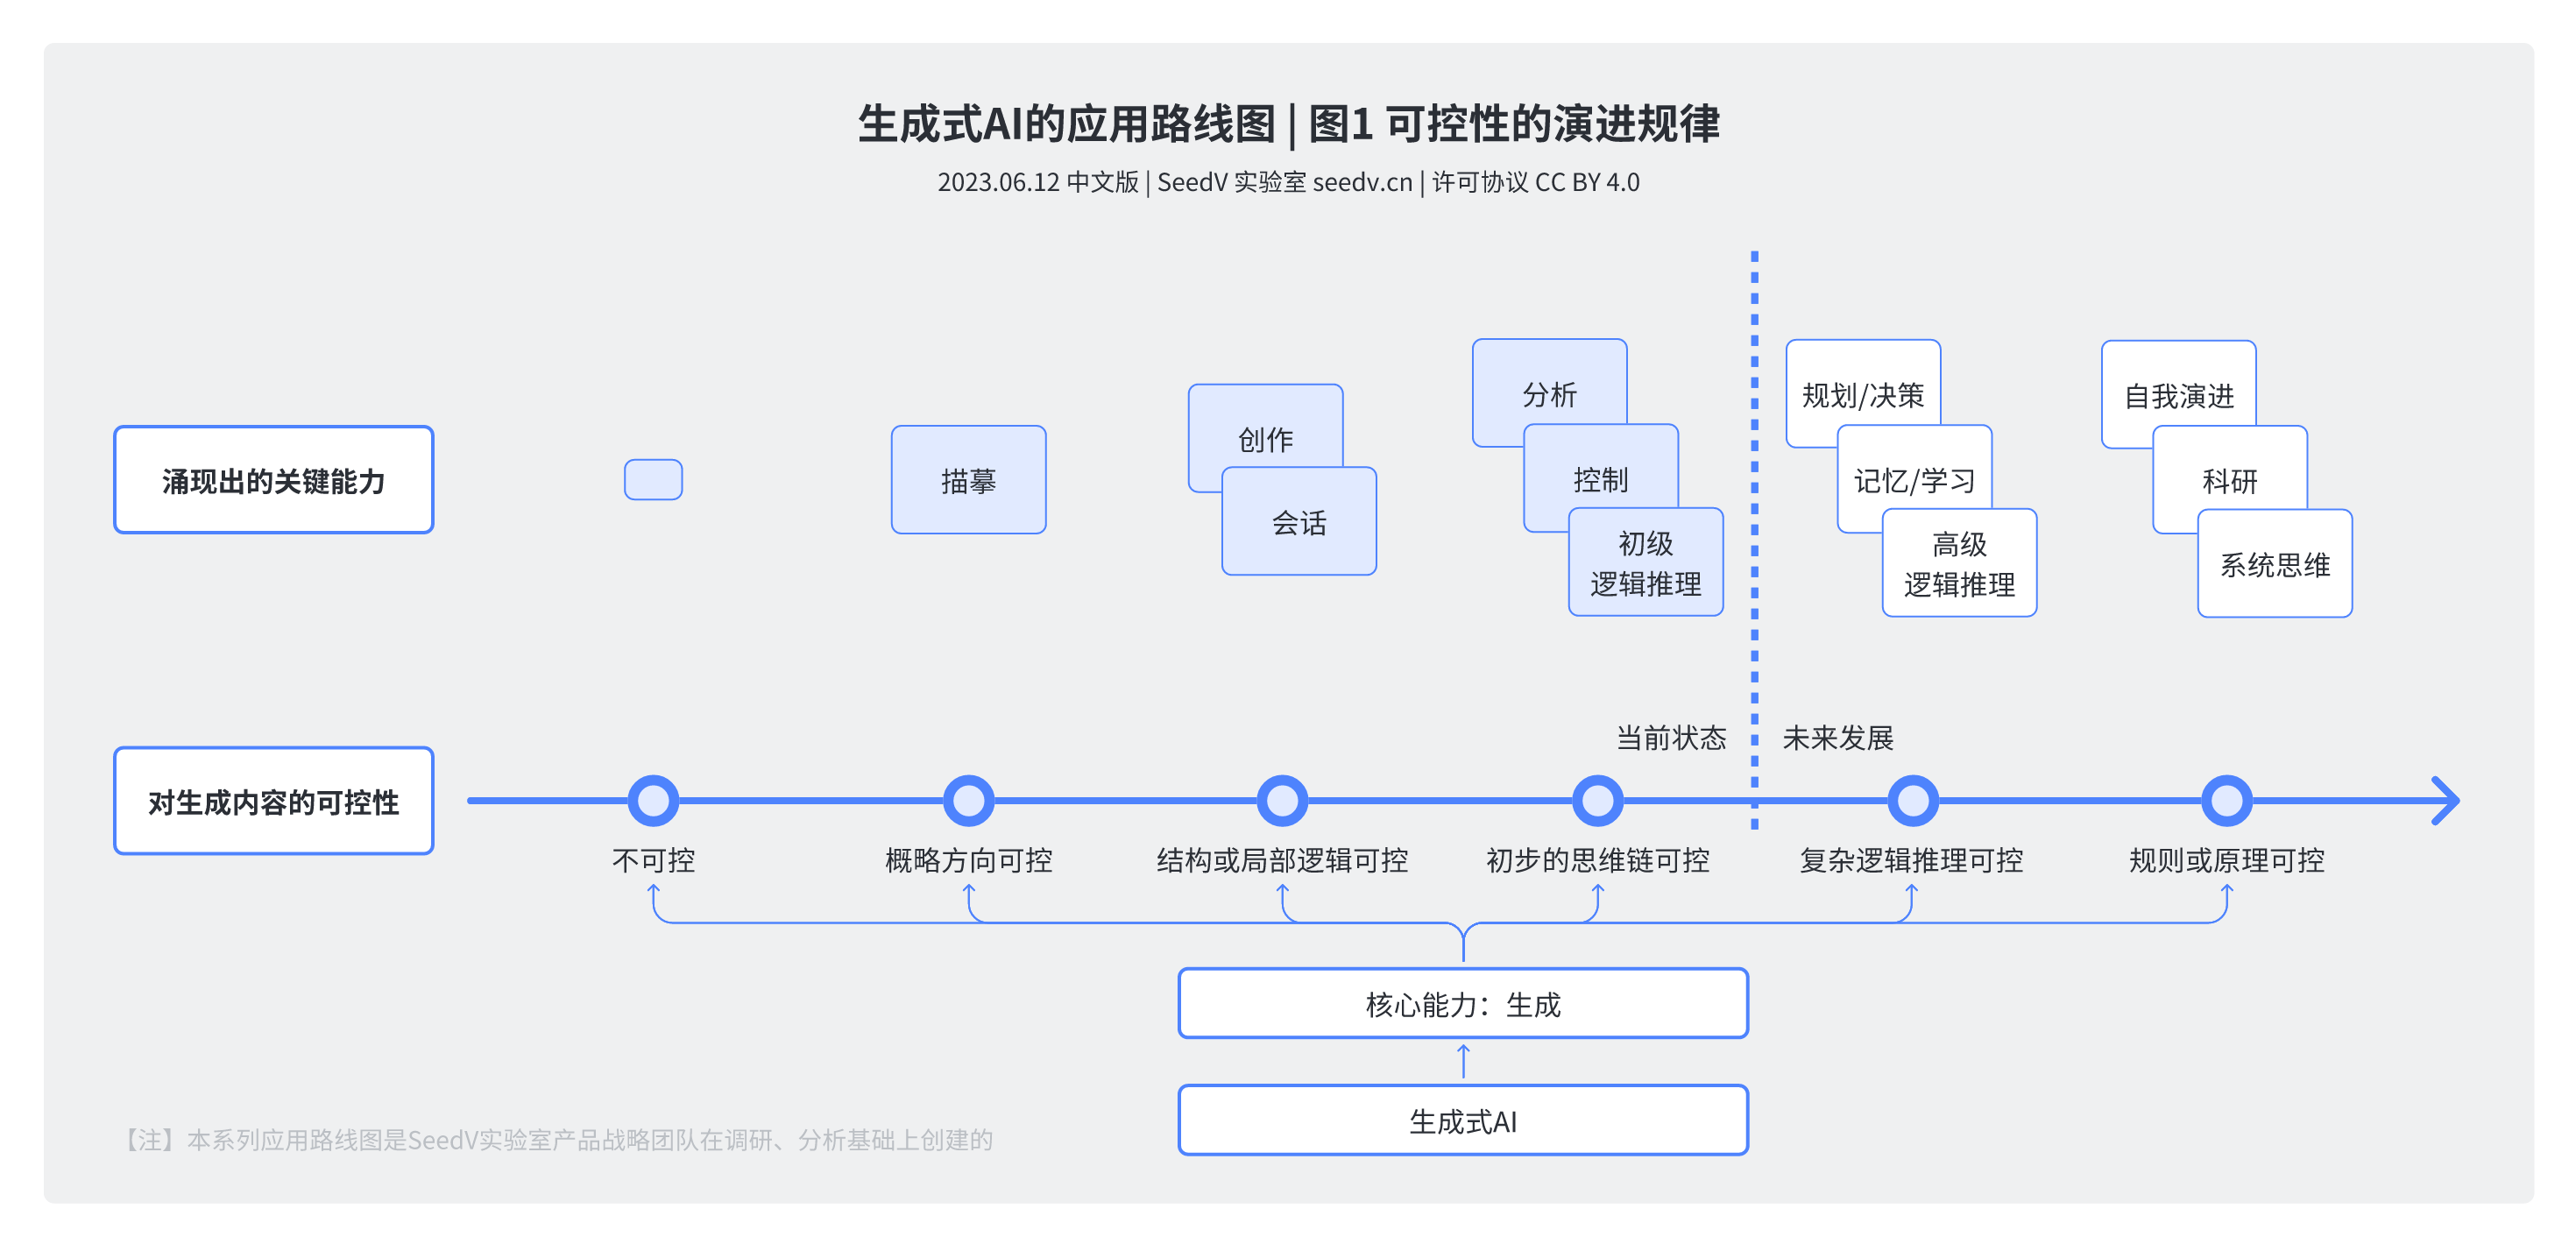 生成式AI的应用路线图 | 图1 可控性的演进规律
2023.06.12 中文版 | SeedV 实验室 seedv.cn | 许可协议 CC BY 4.0
涌现出的关键能力
描摹
创作
会话
分析
控制
初级
逻辑推理
规划/决策
记忆/学习
高级
逻辑推理
自我演进
科研
系统思维
当前状态
未来发展
对生成内容的可控性
不可控
概略方向可控
结构或局部逻辑可控
初步的思维链可控
复杂逻辑推理可控
规则或原理可控
核心能力：生成
生成式AI
【注】本系列应用路线图是SeedV实验室产品战略团队在调研、分析基础上创建的